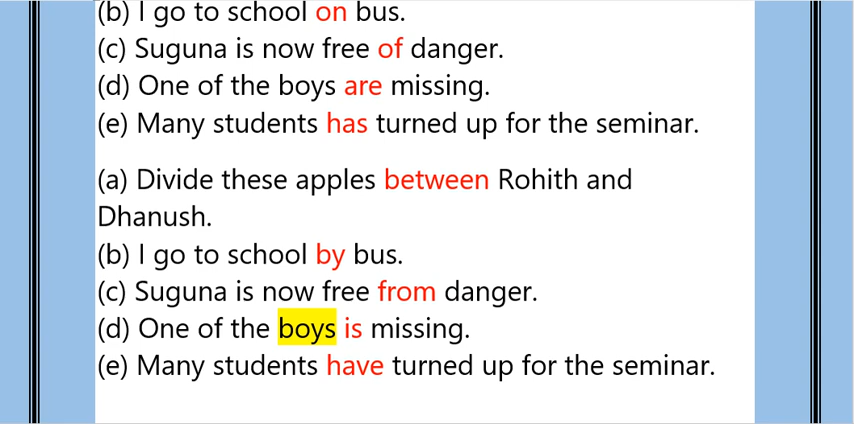 (b) I go to school on bus.
(c) Suguna is now free of danger.
(d) One of the boys are missing.
(e) Many students has turned up for the seminar.
(a) Divide these apples between Rohith and
Dhanush.
(b) I go to school by bus.
(c) Suguna is now free from danger.
(d) One of the boys is missing.
(e) Many students have turned up for the seminar.